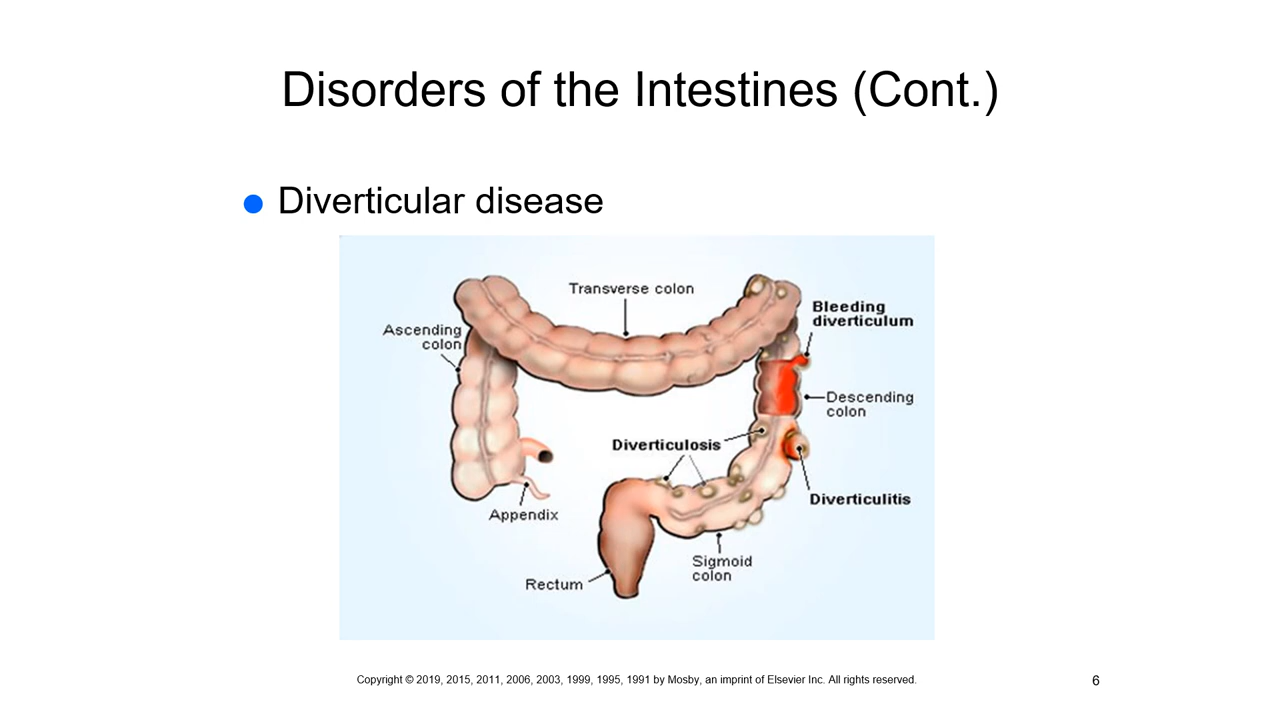 Disorders of the Intestines (Cont.)
Diverticular disease
Transverse colon
Bleeding
diverticulum
Ascending
colon
Descending
colon
Diverticulosis
Diverticulitis
Appendix
Sigmoid
colon
Rectum
Copyright © 2019, 2015, 2011, 2006, 2003, 1999, 1995, 1991 by Mosby, an imprint of Elsevier Inc. All rights reserved.
6